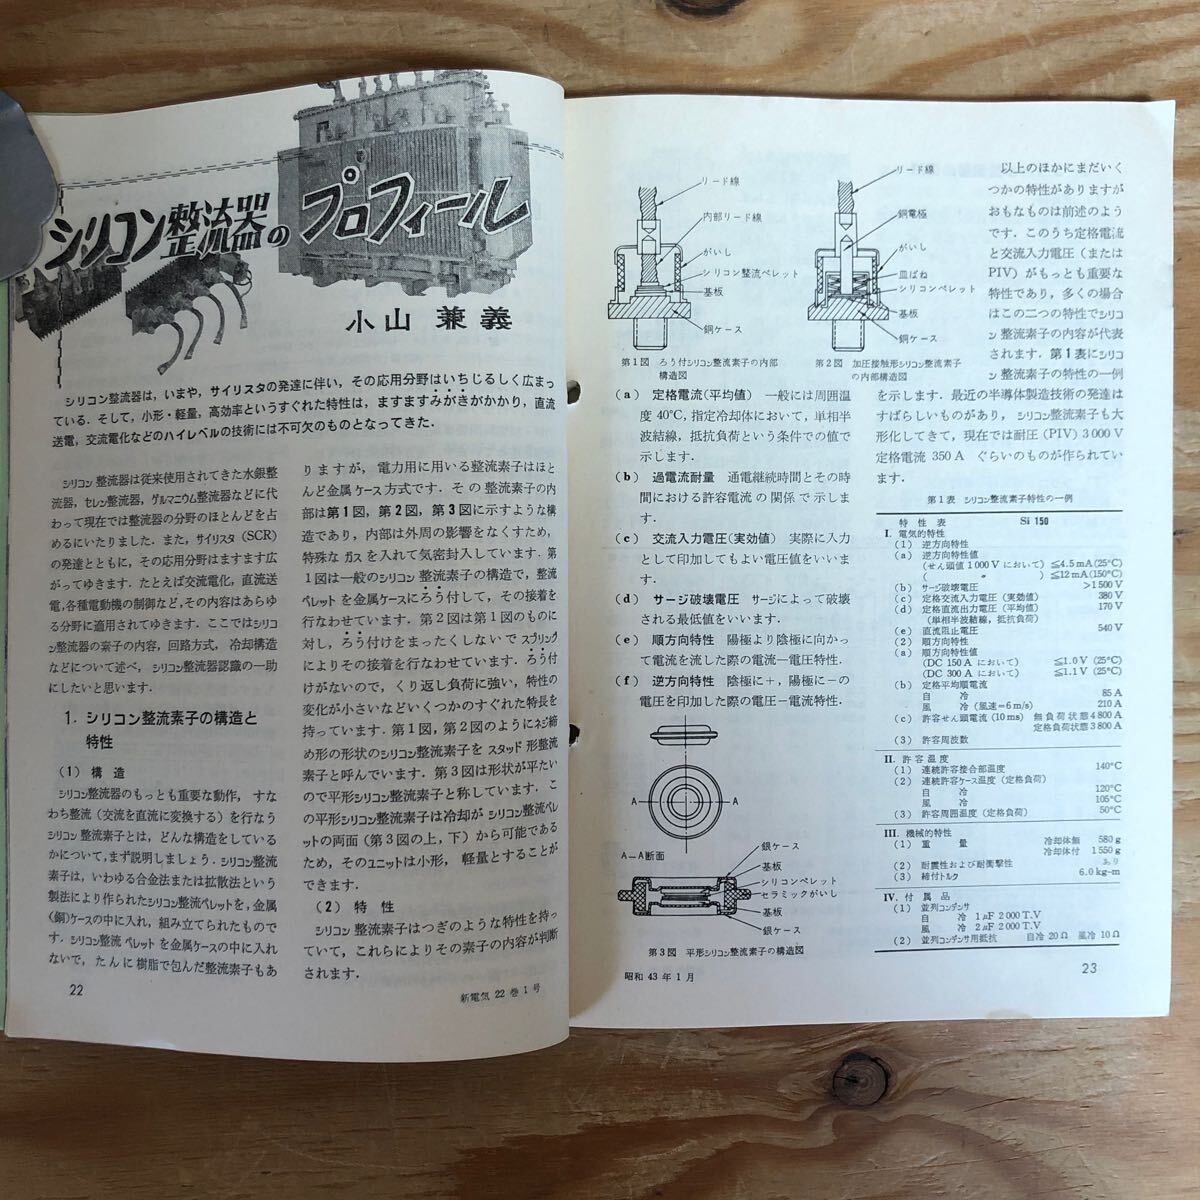 シリコン整流器の
プロフィール
小山 兼義
シリコン整流器は，いまや，サイリスタの発達に伴い，その応用分野はいちじるしく広まっ
ている．そして，小形・軽量，高効率というすぐれた特性は，ますますみがきがかかり，直流
送電，交流電化などのハイレベルの技術には不可欠のものとなってきた．
シリコン整流器は従来使用されてきた水銀整
流器，セレン整流器，ゲルマニウム整流器などに代
わって現在では整流器の分野のほとんどを占
めるにいたりました．また，サイリスタ（SCR）
の発達とともに，その応用分野はますます広
がってゆきます．たとえば交流電化，直流送
電，各種電動機の制御など，その内容はあらゆ
る分野に適用されてゆきます．ここではシリコ
ン整流器の素子の内容，回路方式， 冷却構造
などについて述べ， シリコン整流器認識の一助
にしたいと思います．
1. シリコン整流素子の構造と
特性
（1） 構 造
シリコン整流器のもっとも重要な動作， すな
わち整流（交流を直流に変換する）を行なう
シリコン整流素子とは，どんな構造をしている
かについて，まず説明しましょう．シリコン整流
素子は，いわゆる合金法または拡散法という
製法により作られたシリコン整流ペレットを，金属
（銅）ケースの中に入れ，組み立てられたもので
す．シリコン整流ペレットを金属ケースの中に入れ
ないで，たんに樹脂で包んだ整流素子もあ
りますが，電力用に用いる整流素子はほと
んど金属ケース方式です．その整流素子の内
部は第1図，第2図，第3図に示すような構
造であり，内部は外周の影響をなくすため，
特殊なガスを入れて気密封入しています．第
1図は一般のシリコン整流素子の構造で，整流
ペレットを金属ケースにろう付して，その接着を
行なわせています．第2図は第1図のものに
対し，ろう付けをまったくしないでスプリング
によりその接着を行なわせています．ろう付
けがないので，くり返し負荷に強い，特性の
変化が小さいなどいくつかのすぐれた特長を
持っています．第1図，第2図のようにネジ締
め形の形状のシリコン整流素子を スタッド 形整流
素子と呼んでいます．第3図は形状が平たい
ので平形シリコン整流素子と称しています．こ
の平形シリコン整流素子は冷却が シリコン整流ペレ
ットの両面（第3図の上，下）から可能である
ため，そのユニットは小形， 軽量とすることが
できます．
（2） 特 性
シリコン 整流素子はつぎのような特性を持っ
ていて，これらによりその素子の内容が判断
されます．
22
新電気 22 巻 1 号
リード線
内部リード線
がいし
シリコン整流ペレット
基板
銅ケース
第1図 ろう付シリコン整流素子の内部
構造図
リード線
銅電極
がいし
皿ばね
シリコンペレット
基板
銅ケース
第2図 加圧接触形シリコン整流素子
の内部構造図
（a） 定格電流（平均値） 一般には周囲温
度 40°C，指定冷却体において，単相半
波結線，抵抗負荷という条件での値で
示します．
（b） 過電流耐量 通電継続時間とその時
間における許容電流の関係で示しま
す．
（c） 交流入力電圧（実効値） 実際に入力
として印加してもよい電圧値をいいま
す．
（d） サージ破壊電圧 サージによって破壊
される最低値をいいます．
（e） 順方向特性 陽極より陰極に向かっ
て電流を流した際の電流－電圧特性．
（f） 逆方向特性 陰極に＋，陽極に－の
電圧を印加した際の電圧－電流特性．
A
A
A—A断面
銀ケース
基板
シリコンペレット
セラミックがいし
基板
銀ケース
第3図 平形シリコン整流素子の構造図
昭和 43 年 1 月
以上のほかにまだいく
つかの特性がありますが
おもなものは前述のよう
です．このうち定格電流
と交流入力電圧（または
PIV）がもっとも重要な
特性であり，多くの場合
はこの二つの特性でシリコ
ン整流素子の内容が代表
されます．第1表にシリコ
ン整流素子の特性の一例
を示します．最近の半導体製造技術の発達は
すばらしいものがあり， シリコン整流素子も大
形化してきて，現在では耐圧（PIV）3 000 V
定格電流 350 A ぐらいのものが作られてい
ます．
第1表 シリコン整流素子特性の一例
特 性 表 Si 150
I. 電気的特性
（1） 逆方向特性
（a） 逆方向特性値
（せん頭値 1 000 V において） ≦4.5 mA (25°C)
（ 〃 ） ≦12 mA (150°C)
（b） サージ破壊電圧 >1 500 V
（c） 定格交流入力電圧（実効値） 380 V
（d） 定格直流出力電圧（平均値） 170 V
（単相半波結線，抵抗負荷）
（e） 直流阻止電圧 540 V
（2） 順方向特性
（a） 順方向特性値
（DC 150 A において） ≦1.0 V (25°C)
（DC 300 A において） ≦1.1 V (25°C)
（b） 定格平均順電流
自 冷 85 A
風 冷（風速＝6 m/s） 210 A
（c） 許容せん頭電流（10 ms） 無負荷状態 4 800 A
定格負荷状態 3 800 A
（3） 許容周波数
II. 許容温度
（1） 連続許容接合部温度 140°C
（2） 連続許容ケース温度（定格負荷）
自 冷 120°C
風 冷 105°C
（3） 許容周囲温度（定格負荷） 50°C
III. 機械的特性
（1） 重 量 冷却体無 580 g
冷却体付 1 550 g
（2） 耐震性および耐衝撃性 あり
（3） 締付トルク 6.0 kg-m
IV. 付 属 品
（1） 並列コンデンサ
自 冷 1 μF 2 000 T.V
風 冷 2 μF 2 000 T.V
（2） 並列コンデンサ用抵抗 自冷 20 Ω 風冷 10 Ω
23